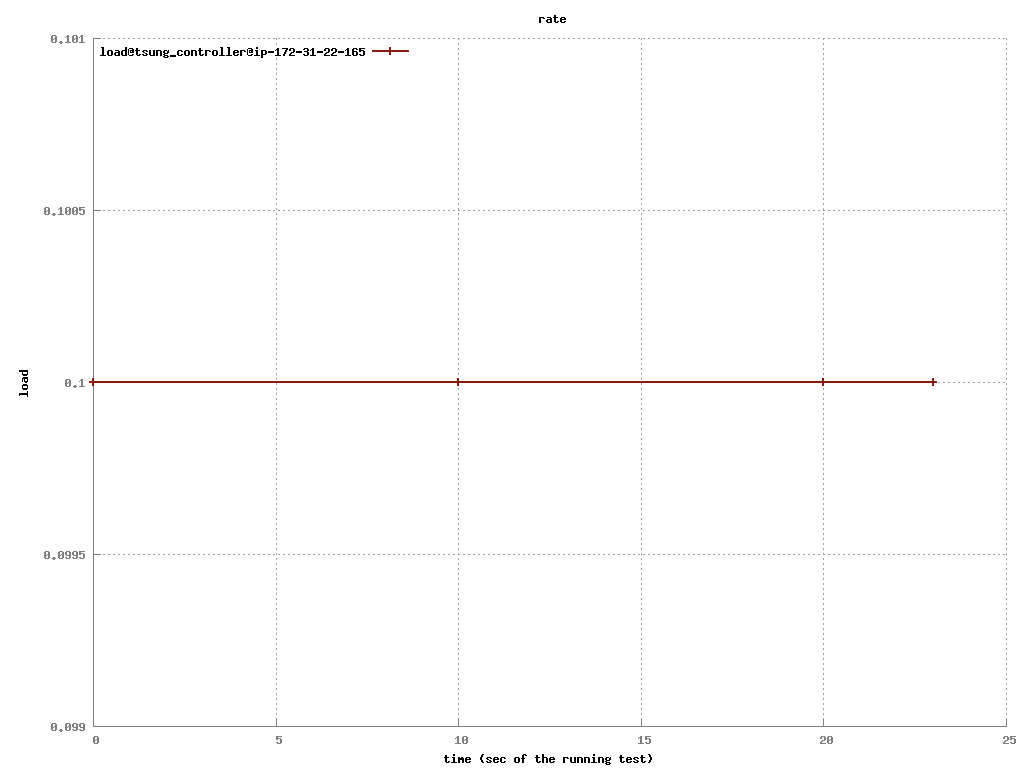 rate
0.101
load@tsung_controller@ip-172-31-22-165
0.1005
load
0.1
0.0995
0.099
0 5 10 15 20 25
time (sec of the running test)